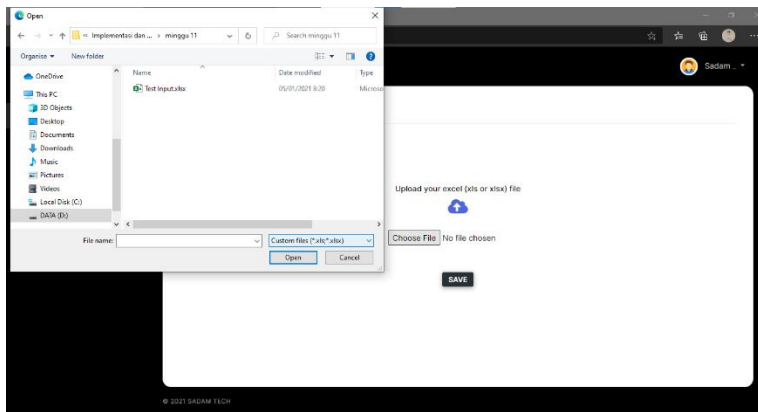 Open
« Implementasi dan ... › minggu 11
Search minggu 11
Organise
New folder
Sadam ..
OneDrive
This PC
3D Objects
Desktop
Documents
Downloads
Music
Pictures
Videos
Local Disk (C:)
DATA (D:)
Name Date modified Type
Test Input.xlsx 05/01/2021 8:20 Microso
Upload your excel (xls or xlsx) file
File name: Custom files (*.xls;*.xlsx)
Open Cancel
Choose File No file chosen
SAVE
© 2021 SADAM TECH